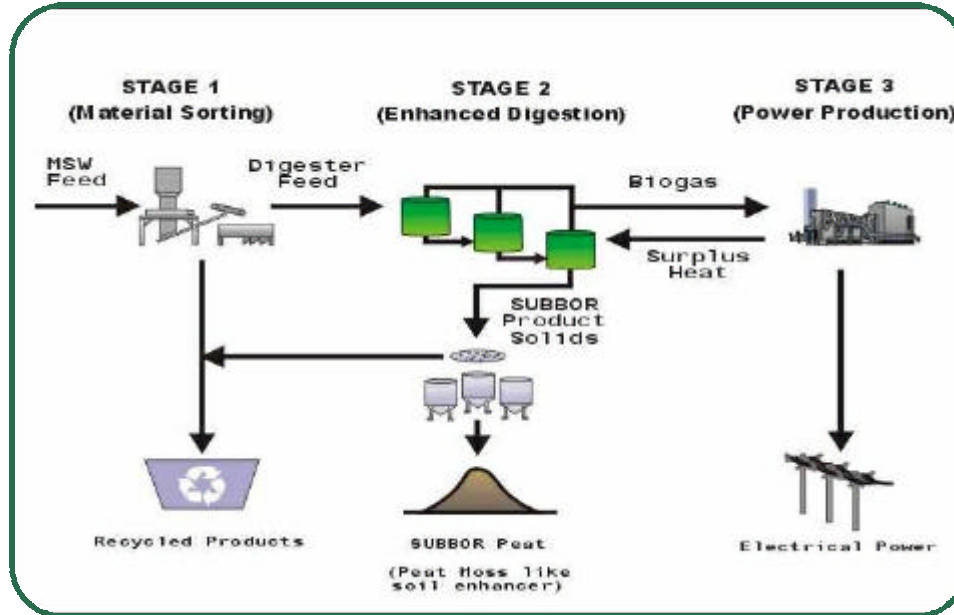 STAGE 1
(Material Sorting)
STAGE 2
(Enhanced Digestion)
STAGE 3
(Power Production)
MSW
Feed
Digester
Feed
Biogas
Surplus
Heat
SUBBOR
Product
Solids
Recycled Products
SUBBOR Peat
(Peat Moss like
soil enhancer)
Electrical Power